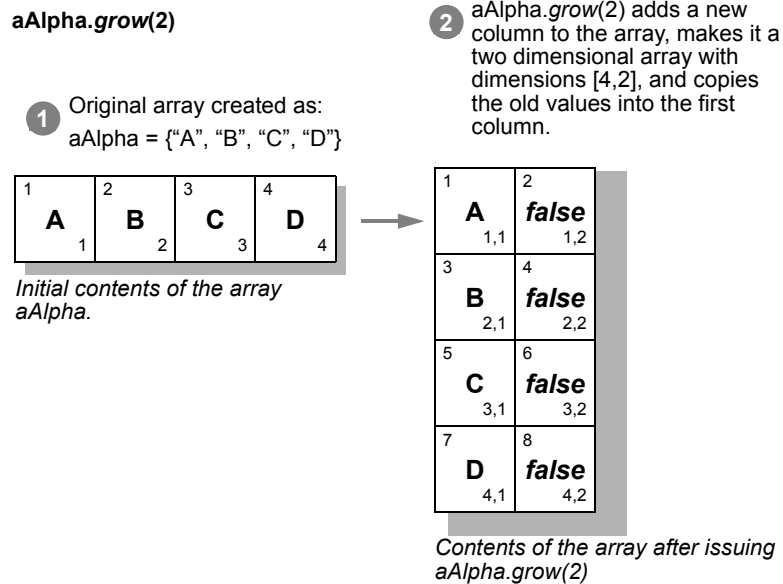 aAlpha.grow(2)
1
Original array created as:
aAlpha = {“A”, “B”, “C”, “D”}
1 2 3 4
A B C D
1 2 3 4
Initial contents of the array
aAlpha.
2
aAlpha.grow(2) adds a new
column to the array, makes it a
two dimensional array with
dimensions [4,2], and copies
the old values into the first
column.
1 2
A false
1,1 1,2
3 4
B false
2,1 2,2
5 6
C false
3,1 3,2
7 8
D false
4,1 4,2
Contents of the array after issuing
aAlpha.grow(2)